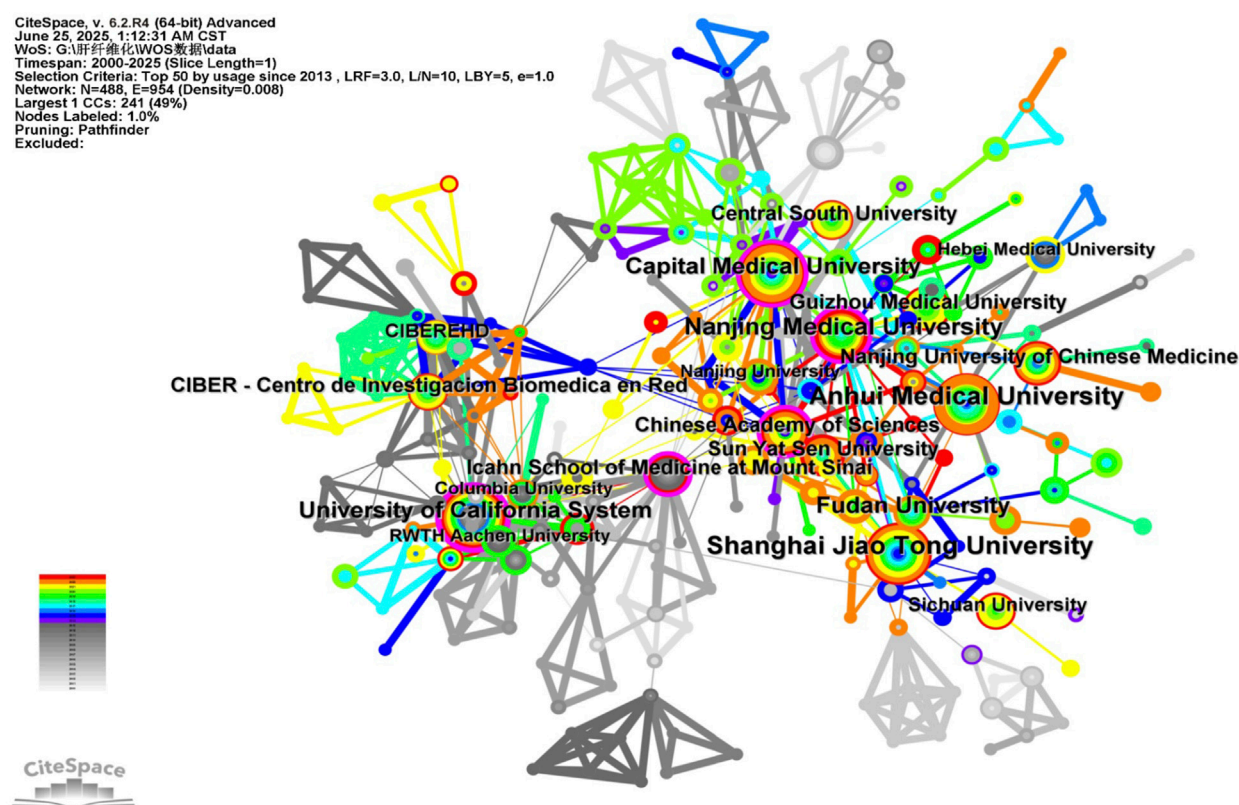 CiteSpace, v. 6.2.R4 (64-bit) Advanced
June 25, 2025, 1:12:31 AM CST
WoS: G:\肝纤维化\WOS数据\data
Timespan: 2000-2025 (Slice Length=1)
Selection Criteria: Top 50 by usage since 2013 , LRF=3.0, L/N=10, LBY=5, e=1.0
Network: N=488, E=954 (Density=0.008)
Largest 1 CCs: 241 (49%)
Nodes Labeled: 1.0%
Pruning: Pathfinder
Excluded:
Central South University
Hebei Medical University
Capital Medical University
Guizhou Medical University
Nanjing Medical University
CIBEREHD
Nanjing University of Chinese Medicine
Nanjing University
CIBER - Centro de Investigacion Biomedica en Red
Anhui Medical University
Chinese Academy of Sciences
Sun Yat Sen University
Icahn School of Medicine at Mount Sinai
Columbia University
Fudan University
University of California System
RWTH Aachen University
Shanghai Jiao Tong University
Sichuan University
CiteSpace